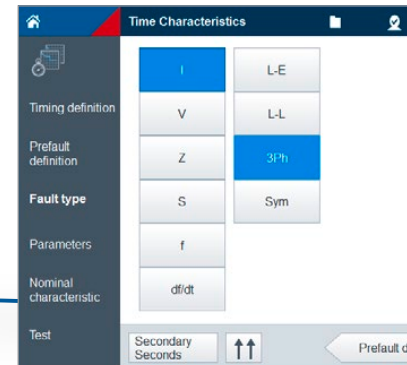 Time Characteristics
Timing definition
Prefault
definition
Fault type
Parameters
Nominal
characteristic
Test
I
L-E
V
L-L
Z
3Ph
S
Sym
f
df/dt
Secondary
Seconds
Prefault d